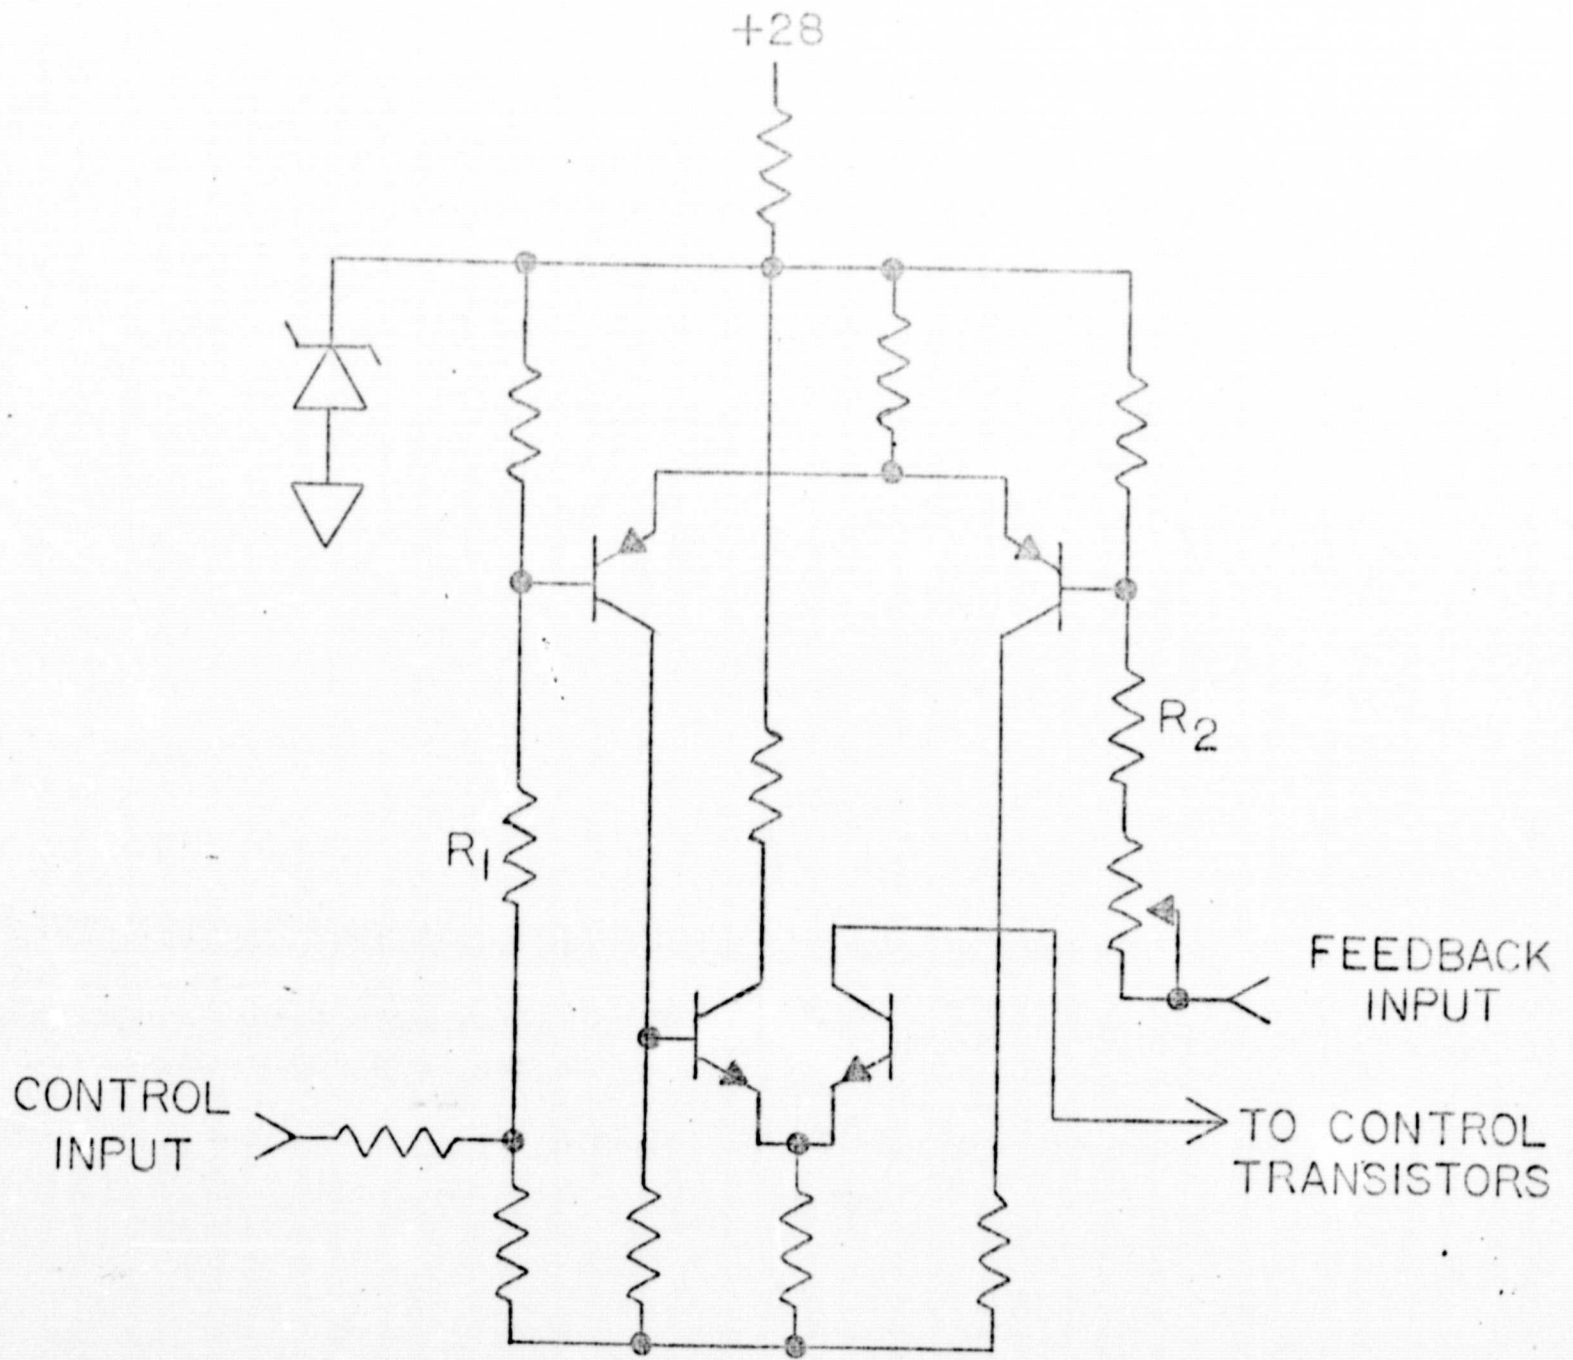 +28
R2
R1
FEEDBACK
INPUT
CONTROL
INPUT
TO CONTROL
TRANSISTORS